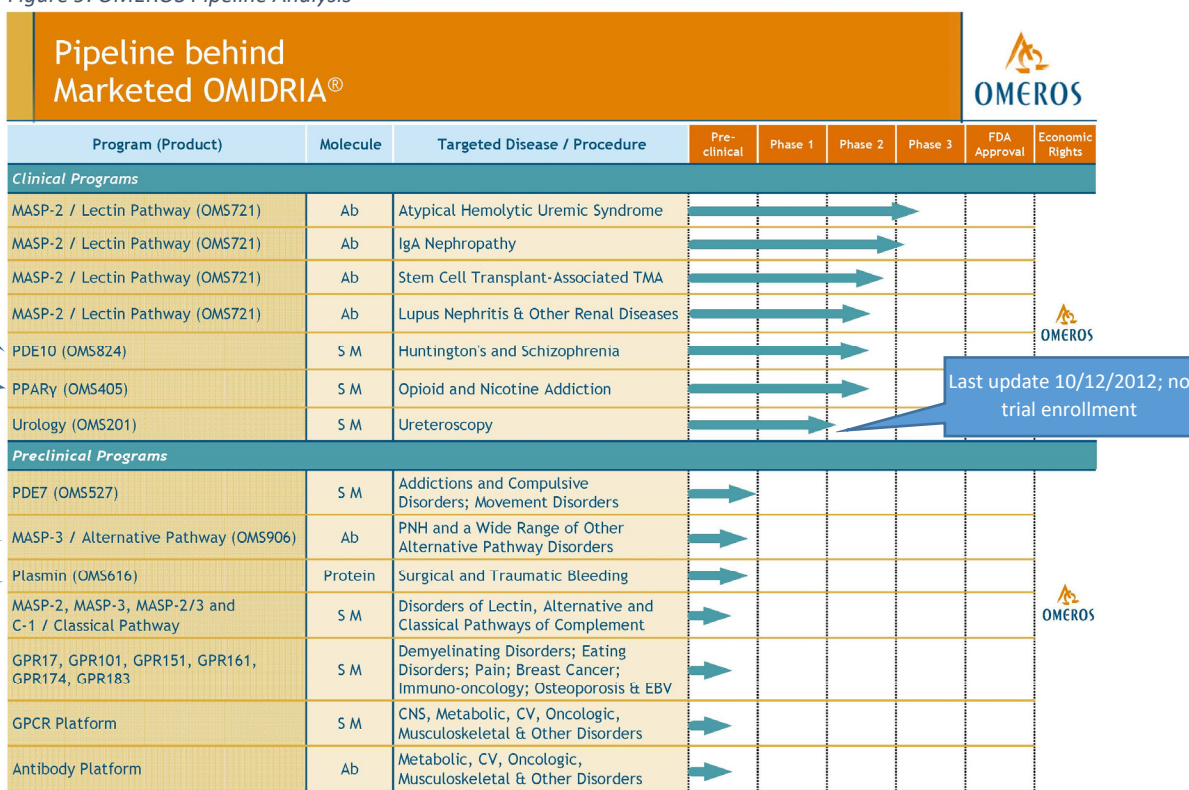 Figure 3: OMEROS Pipeline Analysis
Pipeline behind
Marketed OMIDRIA®
OMEROS
Program (Product) Molecule Targeted Disease / Procedure Pre-clinical Phase 1 Phase 2 Phase 3 FDA Approval Economic Rights
Clinical Programs
MASP-2 / Lectin Pathway (OMS721) Ab Atypical Hemolytic Uremic Syndrome
MASP-2 / Lectin Pathway (OMS721) Ab IgA Nephropathy
MASP-2 / Lectin Pathway (OMS721) Ab Stem Cell Transplant-Associated TMA
MASP-2 / Lectin Pathway (OMS721) Ab Lupus Nephritis & Other Renal Diseases
OMEROS
PDE10 (OMS824) S M Huntington's and Schizophrenia
PPARγ (OMS405) S M Opioid and Nicotine Addiction
Last update 10/12/2012; no
trial enrollment
Urology (OMS201) S M Ureteroscopy
Preclinical Programs
PDE7 (OMS527) S M Addictions and Compulsive
Disorders; Movement Disorders
MASP-3 / Alternative Pathway (OMS906) Ab PNH and a Wide Range of Other
Alternative Pathway Disorders
Plasmin (OMS616) Protein Surgical and Traumatic Bleeding
MASP-2, MASP-3, MASP-2/3 and
C-1 / Classical Pathway S M Disorders of Lectin, Alternative and
Classical Pathways of Complement
OMEROS
GPR17, GPR101, GPR151, GPR161,
GPR174, GPR183 S M Demyelinating Disorders; Eating
Disorders; Pain; Breast Cancer;
Immuno-oncology; Osteoporosis & EBV
GPCR Platform S M CNS, Metabolic, CV, Oncologic,
Musculoskeletal & Other Disorders
Antibody Platform Ab Metabolic, CV, Oncologic,
Musculoskeletal & Other Disorders